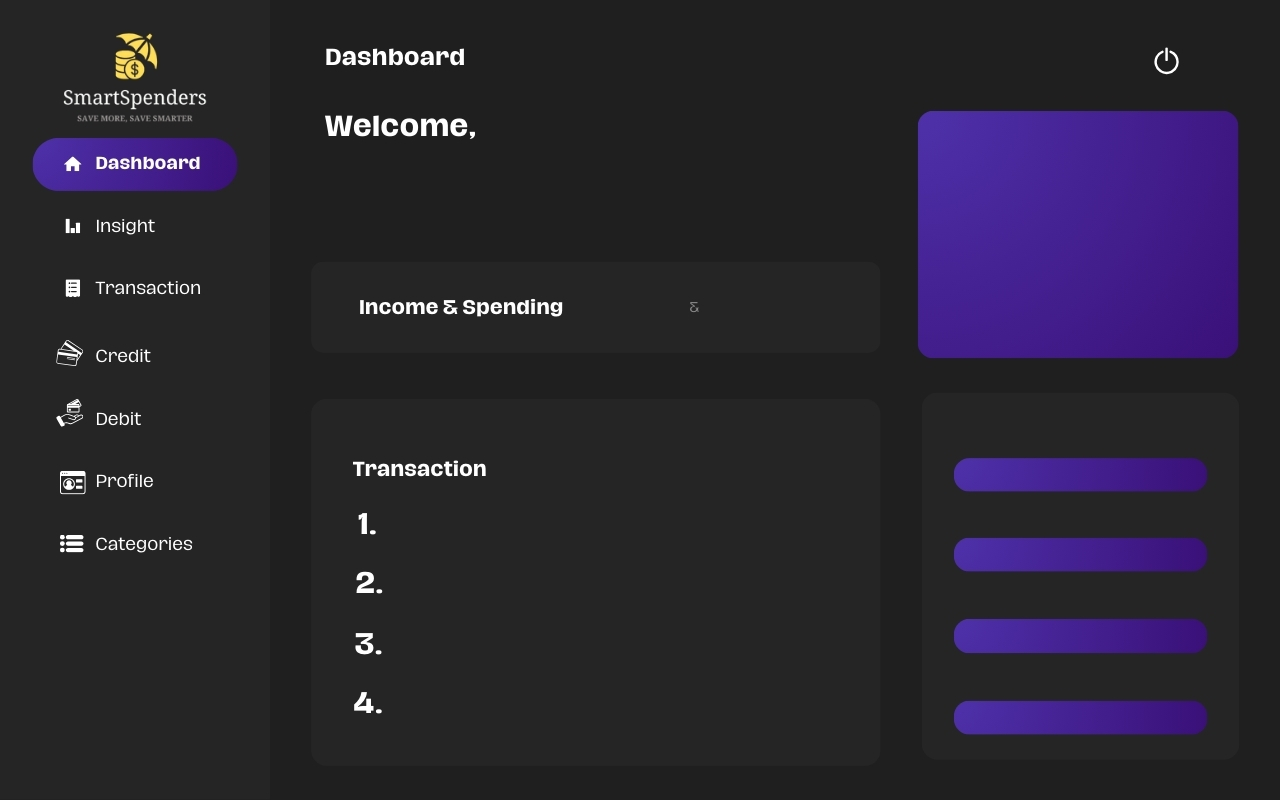 SmartSpenders
SAVE MORE, SAVE SMARTER
Dashboard
Insight
Transaction
Credit
Debit
Profile
Categories
Dashboard
Welcome,
Income & Spending
&
Transaction
1.
2.
3.
4.